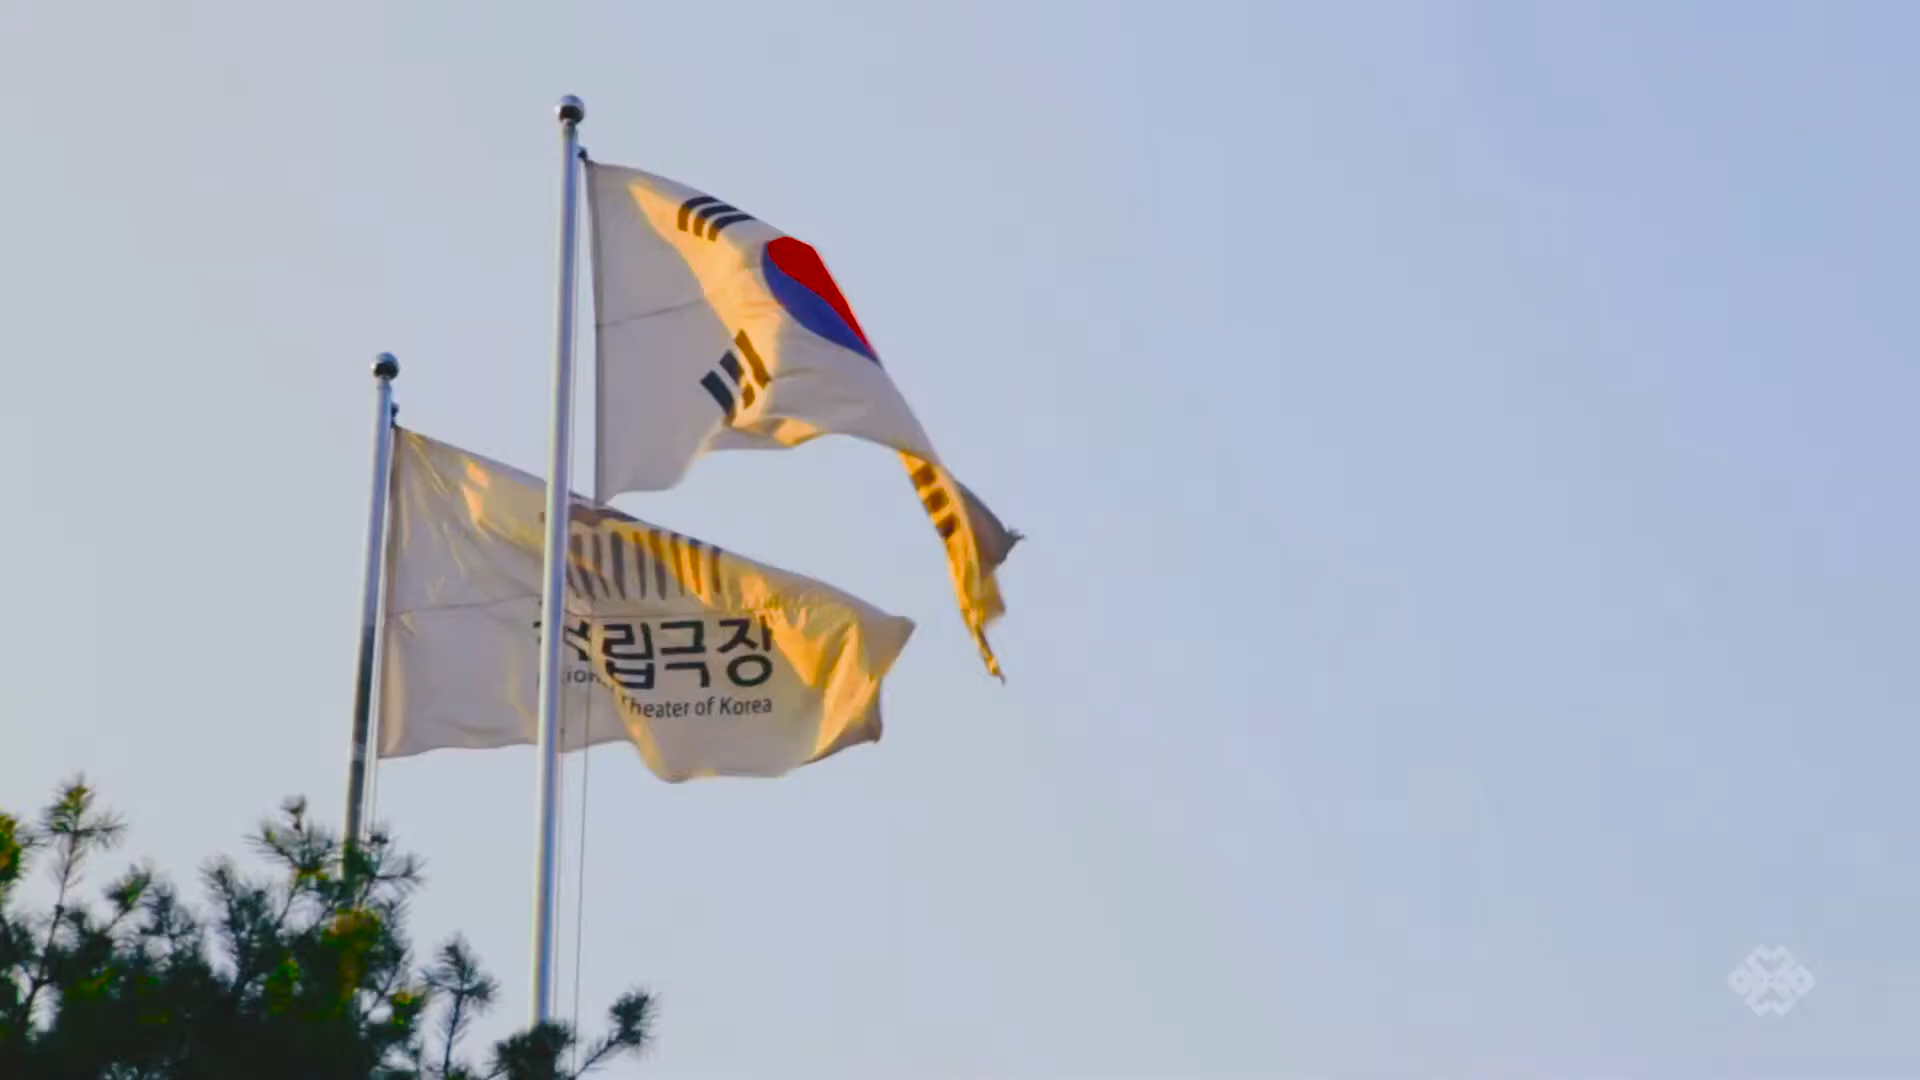 립극장
Theater of Korea